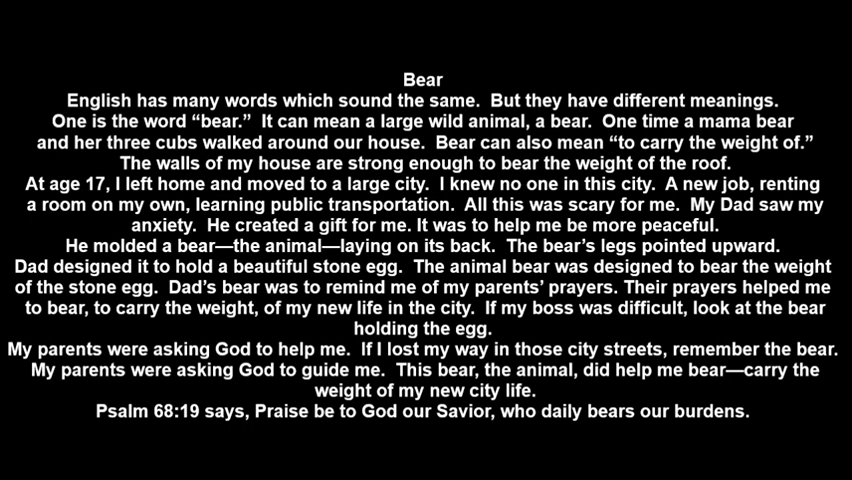 Bear
English has many words which sound the same.  But they have different meanings.
One is the word “bear.”  It can mean a large wild animal, a bear.  One time a mama bear
and her three cubs walked around our house.  Bear can also mean “to carry the weight of.”
The walls of my house are strong enough to bear the weight of the roof.
At age 17, I left home and moved to a large city.  I knew no one in this city.  A new job, renting
a room on my own, learning public transportation.  All this was scary for me.  My Dad saw my
anxiety.  He created a gift for me. It was to help me be more peaceful.
He molded a bear—the animal—laying on its back.  The bear’s legs pointed upward.
Dad designed it to hold a beautiful stone egg.  The animal bear was designed to bear the weight
of the stone egg.  Dad’s bear was to remind me of my parents’ prayers. Their prayers helped me
to bear, to carry the weight, of my new life in the city.  If my boss was difficult, look at the bear
holding the egg.
My parents were asking God to help me.  If I lost my way in those city streets, remember the bear.
My parents were asking God to guide me.  This bear, the animal, did help me bear—carry the
weight of my new city life.
Psalm 68:19 says, Praise be to God our Savior, who daily bears our burdens.